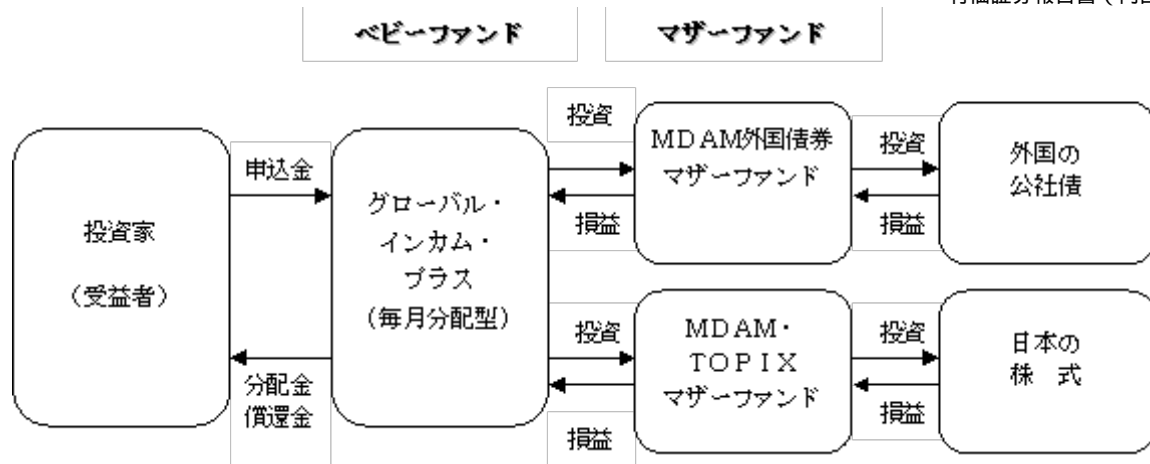 ベビーファンド
マザーファンド
投資家
（受益者）
申込金
分配金
償還金
グローバル・
インカム・
プラス
（毎月分配型）
投資
損益
ＭＤＡＭ外国債券
マザーファンド
投資
損益
外国の
公社債
投資
損益
ＭＤＡＭ・
ＴＯＰＩＸ
マザーファンド
投資
損益
日本の
株　式